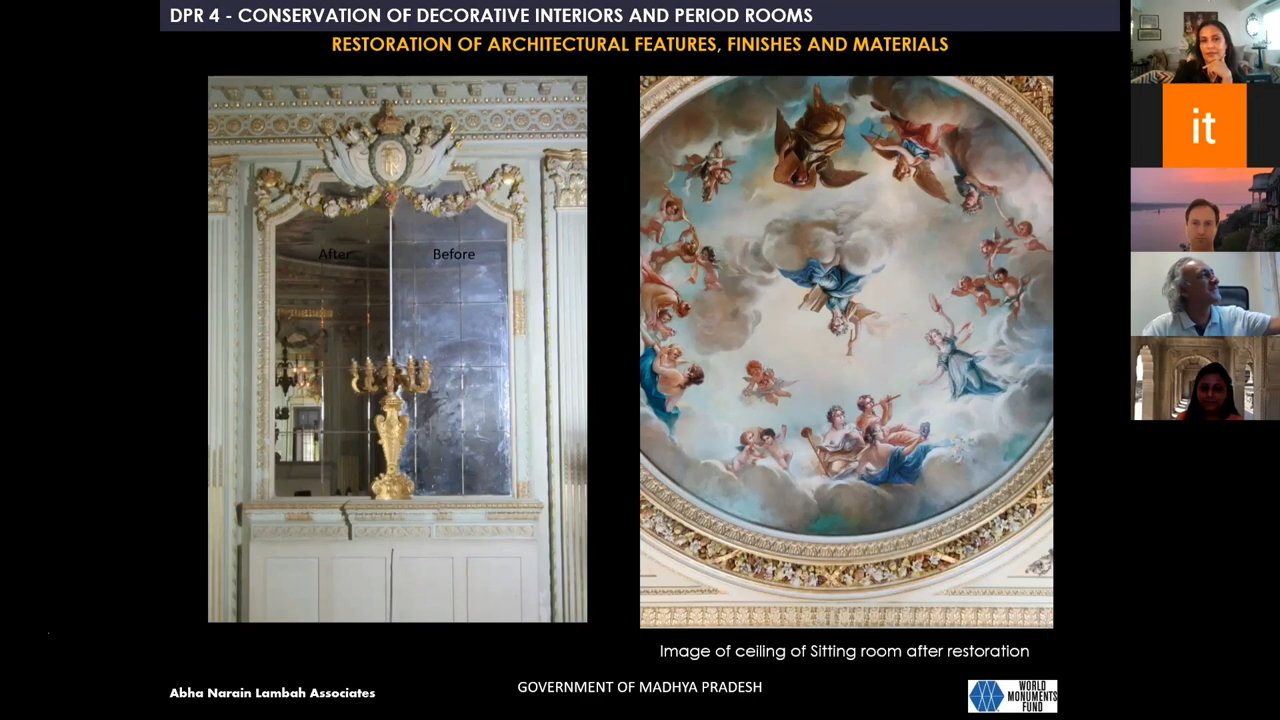 DPR 4 - CONSERVATION OF DECORATIVE INTERIORS AND PERIOD ROOMS
RESTORATION OF ARCHITECTURAL FEATURES, FINISHES AND MATERIALS
After
Before
it
Image of ceiling of Sitting room after restoration
Abha Narain Lambah Associates
GOVERNMENT OF MADHYA PRADESH
WORLD
MONUMENTS
FUND